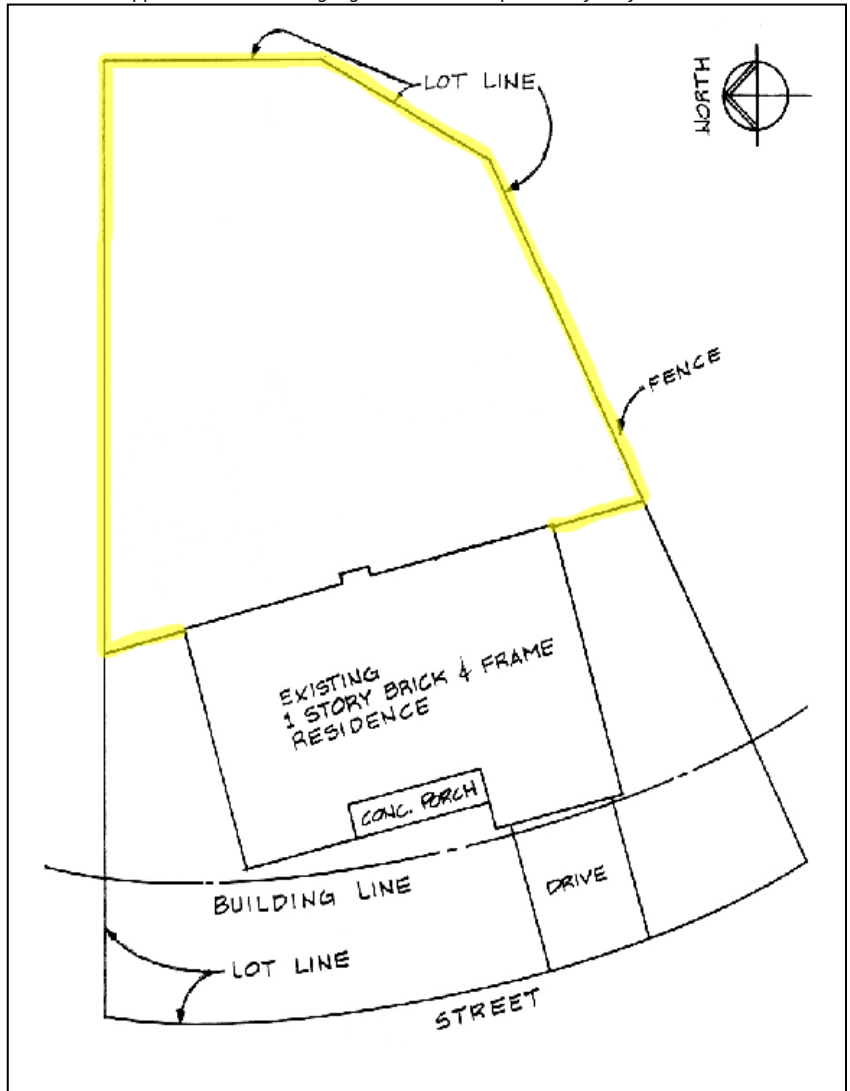 LOT LINE
NORTH
FENCE
EXISTING
1 STORY BRICK & FRAME
RESIDENCE
CONC. PORCH
BUILDING LINE
DRIVE
LOT LINE
STREET